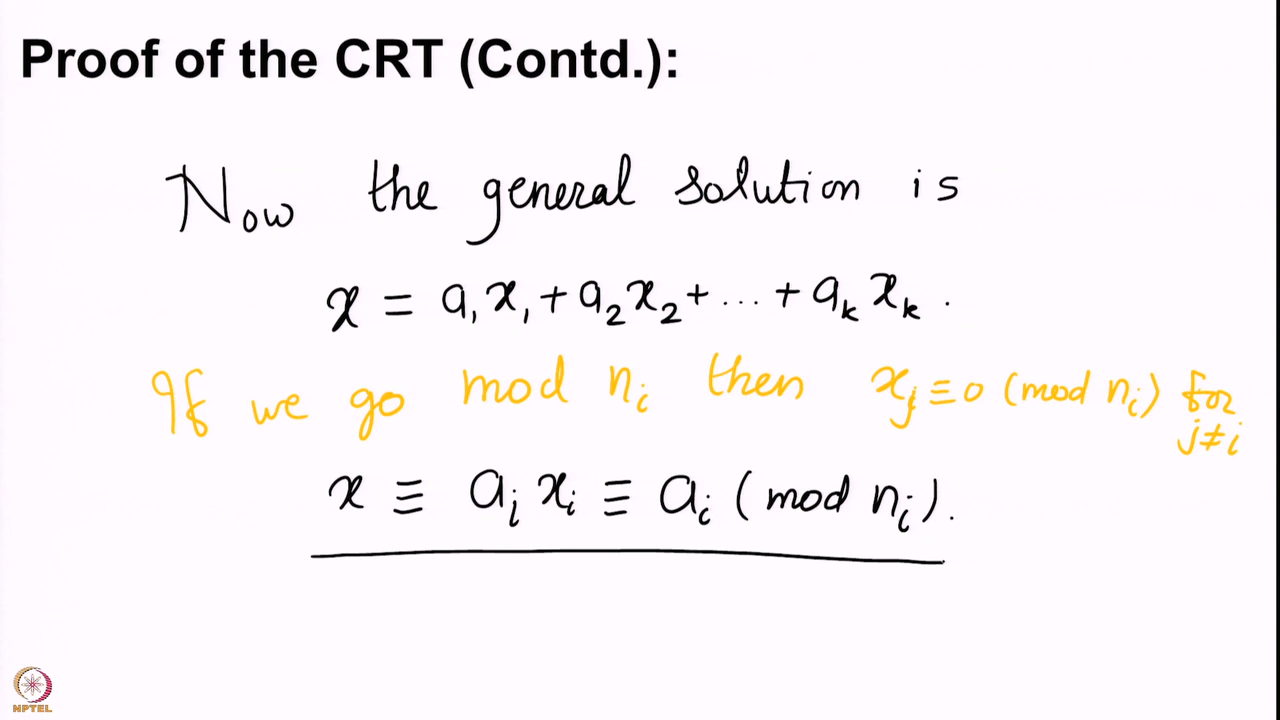 Proof of the CRT (Contd.):
Now the general solution is
x = a₁x₁ + a₂x₂ + ... + aₖxₖ.
If we go mod nᵢ then xⱼ ≡ 0 (mod nᵢ) for j≠i
x ≡ aᵢxᵢ ≡ aᵢ (mod nᵢ).
NPTEL